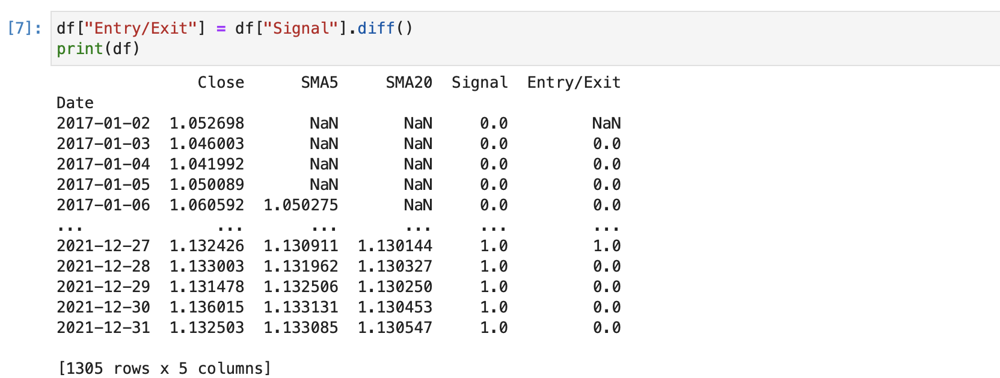 [7]: df["Entry/Exit"] = df["Signal"].diff()
print(df)
Close SMA5 SMA20 Signal Entry/Exit
Date
2017-01-02 1.052698 NaN NaN 0.0 NaN
2017-01-03 1.046003 NaN NaN 0.0 0.0
2017-01-04 1.041992 NaN NaN 0.0 0.0
2017-01-05 1.050089 NaN NaN 0.0 0.0
2017-01-06 1.060592 1.050275 NaN 0.0 0.0
... ... ... ... ... ...
2021-12-27 1.132426 1.130911 1.130144 1.0 1.0
2021-12-28 1.133003 1.131962 1.130327 1.0 0.0
2021-12-29 1.131478 1.132506 1.130250 1.0 0.0
2021-12-30 1.136015 1.133131 1.130453 1.0 0.0
2021-12-31 1.132503 1.133085 1.130547 1.0 0.0
[1305 rows x 5 columns]